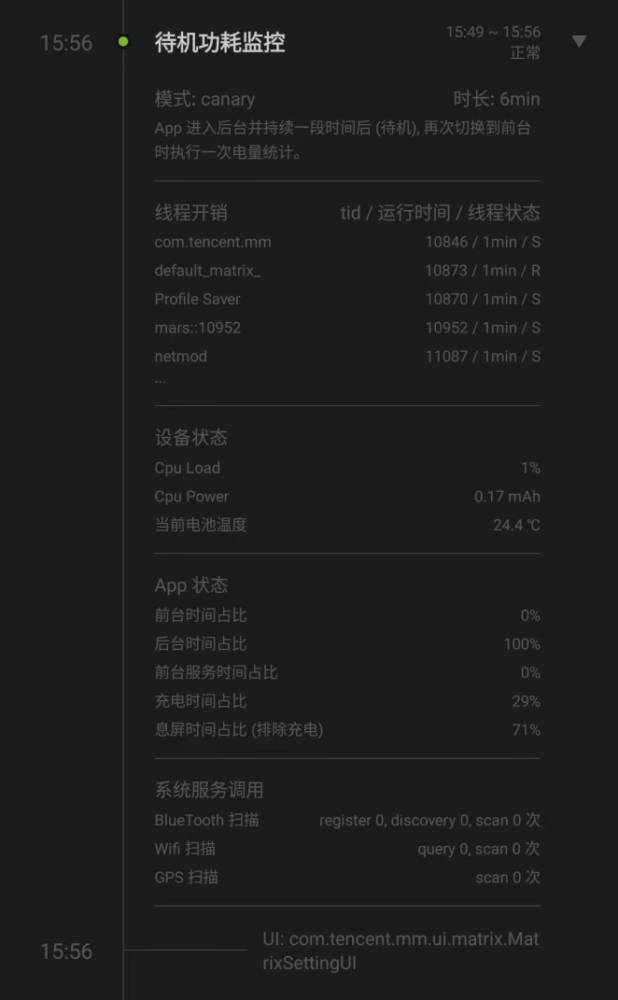 15:56 待机功耗监控 15:49 ~ 15:56
正常
模式: canary 时长: 6min
App 进入后台并持续一段时间后 (待机), 再次切换到前台
时执行一次电量统计。
线程开销 tid / 运行时间 / 线程状态
com.tencent.mm 10846 / 1min / S
default_matrix_ 10873 / 1min / R
Profile Saver 10870 / 1min / S
mars::10952 10952 / 1min / S
netmod 11087 / 1min / S
...
设备状态
Cpu Load 1%
Cpu Power 0.17 mAh
当前电池温度 24.4 ℃
App 状态
前台时间占比 0%
后台时间占比 100%
前台服务时间占比 0%
充电时间占比 29%
息屏时间占比 (排除充电) 71%
系统服务调用
BlueTooth 扫描 register 0, discovery 0, scan 0 次
Wifi 扫描 query 0, scan 0 次
GPS 扫描 scan 0 次
15:56 UI: com.tencent.mm.ui.matrix.Mat
rixSettingUI